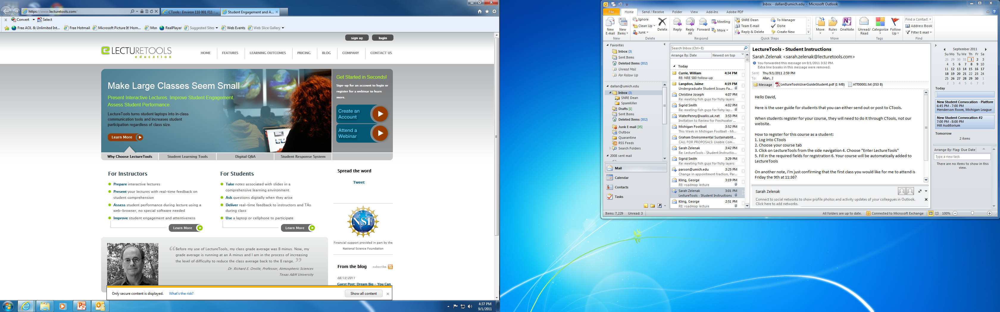 https://www.lecturetools.com/
CTools : Environ 110 001 F11 : ...
Student Engagement and A...
Convert
Select
Free AOL & Unlimited Int...
Free Hotmail
Microsoft Picture It! Hom...
Msn
RealPlayer
Suggested Sites
Web Events
Web Slice Gallery
sign up
login
LECTURETOOLS
education
HOME
FEATURES
LEARNING OUTCOMES
PRICING
BLOG
COMPANY
CONTACT US
Make Large Classes Seem Small
Present Interactive Lectures. Improve Student Engagement.
Assess Student Performance.
LectureTools turns student laptops into in-class
communication tools and increases student
participation regardless of class size.
Learn More
Get Started in Seconds!
Sign-up for an account to login or
register for a webinar to learn
more.
Create an
Account
Attend a
Webinar
Why Choose LectureTools
Student Learning Tools
Digital Q&A
Student Response System
For Instructors
Prepare interactive lectures
Present your lectures with real-time feedback on
student comprehension
Assess student performance during lecture using a
web-browser, no special software needed
Improve student engagement and attentiveness
Learn More
For Students
Take notes associated with slides in a
comprehensive learning environment
Ask questions digitally when they arise
Deliver real-time feedback to instructors and TAs
during class
Use a laptop or cellphone to participate
Learn More
Spread the word
Tweet
NSF
Financial support provided in part by the
National Science Foundation
“Before my use of LectureTools, my class grade average was B minus. Now, my
grade average is running at an A minus and I am in the process of increasing
the level of difficulty to reduce the class average back to the B range.”
Dr. Richard E. Orville, Professor, Atmospheric Sciences
Texas A&M University
From the blog
subscribe
08/12/2011
Guest Post: Dream Big – You Can
Only secure content is displayed.
What's the risk?
Show all content
4:37 PM
9/1/2011
Inbox - dallan@umich.edu - Microsoft Outlook
File
Home
Send / Receive
Folder
View
Add-Ins
Adobe PDF
New
E-mail
New
Items
New
Ignore
Clean Up
Junk
Delete
Delete
Reply
Reply
All
Forward
Meeting
More
Respond
SNRE Dean
Team E-mail
Reply & Delete
To Manager
Done
Create New
Quick Steps
Move
Rules
OneNote
Move
Unread/
Read
Categorize
Follow
Up
Tags
Find a Contact
Address Book
Filter E-mail
Find
Favorites
Inbox (3)
Sent Items
Deleted Items (302)
Unread Mail
For Follow Up
dallan@umich.edu
Inbox (3)
SNRE Dean
SpamKiller
Drafts [1]
Sent Items
Deleted Items (302)
Junk E-mail [35]
Outbox
Quarantine
RSS Feeds
Search Folders
2008 sent mail
Mail
Calendar
Contacts
Tasks
Search Inbox (Ctrl+E)
Arrange By: Date
Newest on top
Today
Currie, William 4:34 PM
RE: NRE 580 follow-up
Langdon, Jaime 4:19 PM
Undergraduate Student Issues Fa...
Christine Joseph 4:07 PM
Re: meeting fish guys for fishy layers
Sigrid Smith 4:02 PM
Re: meeting fish guys for fishy lay...
WaterPenny@wallis.uk.net 3:53 PM
Invitation to Review for Freshwater ...
Michigan Football 3:52 PM
This Week in Michigan Football - Mi...
Graham Environmental Sustainabilit...
CALL FOR PROPOSALS: Livable Com...
Sarah Zelenak 3:42 PM
Re: LectureTools - Student Instructio...
Sigrid Smith 3:29 PM
Re: meeting fish guys for fishy layers
parson@umich.edu 3:25 PM
Change in appointment fraction, Par...
Kling, George 3:19 PM
RE: roadmap lecture
Sarah Zelenak 3:01 PM
LectureTools - Student Instructions
Kling, George 2:51 PM
RE: roadmap lecture
LectureTools - Student Instructions
Sarah Zelenak <sarah.zelenak@lecturetools.com>
You forwarded this message on 9/1/2011 3:32 PM.
Extra line breaks in this message were removed.
Sent: Thu 9/1/2011 2:59 PM
To: Allan, J
Message
LectureToolsUserGuideStudent.pdf (1 MB)
ATT00001.txt (353 B)
Hello David,
Here is the user guide for students that you can either send out or post to CTools.
When students register for your course, they will need to do it through CTools, not our
website.
How to register for this course as a student:
1. Log into CTools
2. Choose your course tab
3. Click on LectureTools from the side navigation 4. Choose "Enter LectureTools"
5. Fill in the required fields for registration 6. Your course will be automatically added to
LectureTools
On another note, I'm just confirming that the first class you would like for me to attend is
Friday the 9th at 11:30?
Sarah Zelenak
Connect to social networks to show profile photos and activity updates of your colleagues in Outlook.
Click here to add networks.
September 2011
Su Mo Tu We Th Fr Sa
28 29 30 31 1 2 3
4 5 6 7 8 9 10
11 12 13 14 15 16 17
18 19 20 21 22 23 24
25 26 27 28 29 30 1
2 3 4 5 6 7 8
Today
New Student Convocation - Platforn
6:45 PM - 7:00 PM
Henderson Room, Michigan League
New Student Convocation #2
7:00 PM - 8:00 PM
Hill Auditorium
Tomorrow
2 items
Arrange By: Flag: Due Date
Type a new task
There are no items to show in this
view.
Items: 7,229
Unread: 3
All folders are up to date.
Connected to Microsoft Exchange
100%